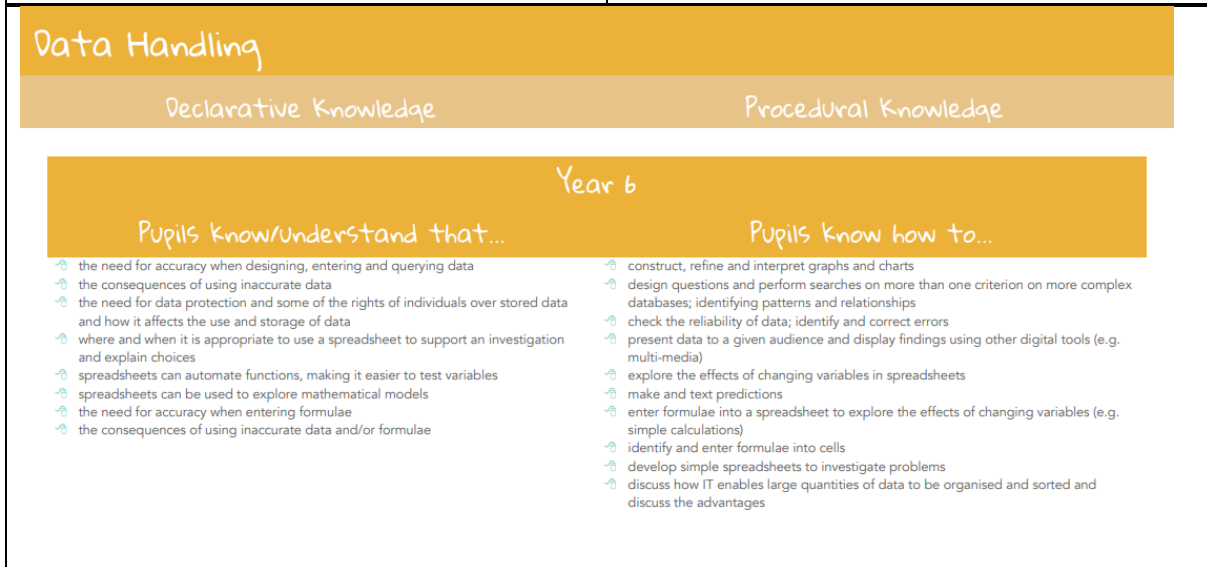 Data Handling
Declarative Knowledge
Procedural Knowledge
Year 6
Pupils know/understand that...
the need for accuracy when designing, entering and querying data
the consequences of using inaccurate data
the need for data protection and some of the rights of individuals over stored data
and how it affects the use and storage of data
where and when it is appropriate to use a spreadsheet to support an investigation
and explain choices
spreadsheets can automate functions, making it easier to test variables
spreadsheets can be used to explore mathematical models
the need for accuracy when entering formulae
the consequences of using inaccurate data and/or formulae
Pupils know how to...
construct, refine and interpret graphs and charts
design questions and perform searches on more than one criterion on more complex
databases; identifying patterns and relationships
check the reliability of data; identify and correct errors
present data to a given audience and display findings using other digital tools (e.g.
multi-media)
explore the effects of changing variables in spreadsheets
make and text predictions
enter formulae into a spreadsheet to explore the effects of changing variables (e.g.
simple calculations)
identify and enter formulae into cells
develop simple spreadsheets to investigate problems
discuss how IT enables large quantities of data to be organised and sorted and
discuss the advantages